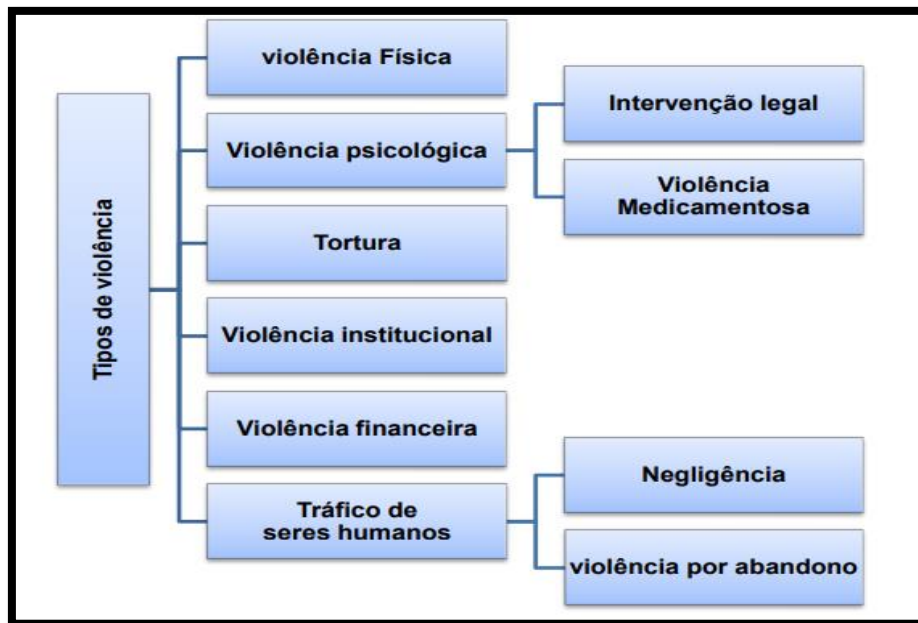 Tipos de violência
violência Física
Violência psicológica
Tortura
Violência institucional
Violência financeira
Tráfico de
seres humanos
Intervenção legal
Violência
Medicamentosa
Negligência
violência por abandono